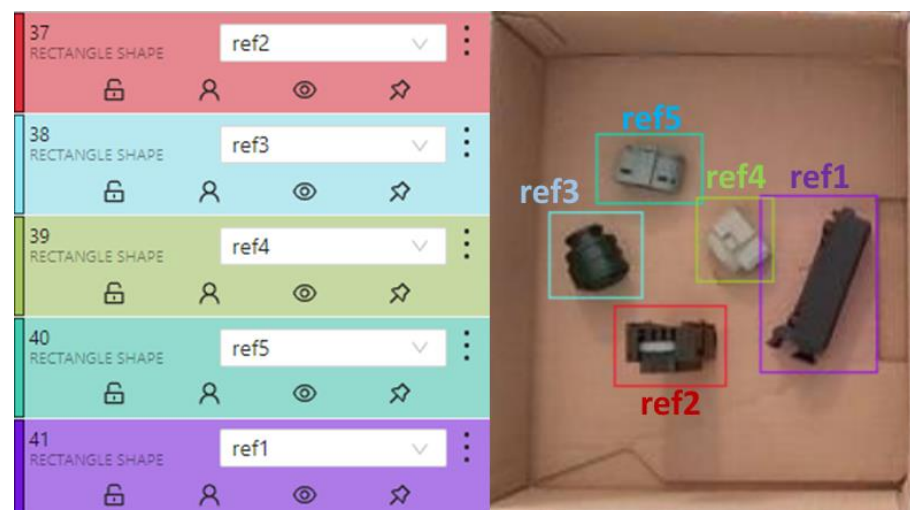 37
RECTANGLE SHAPE
ref2
38
RECTANGLE SHAPE
ref3
39
RECTANGLE SHAPE
ref4
40
RECTANGLE SHAPE
ref5
41
RECTANGLE SHAPE
ref1
ref5
ref3
ref4
ref1
ref2